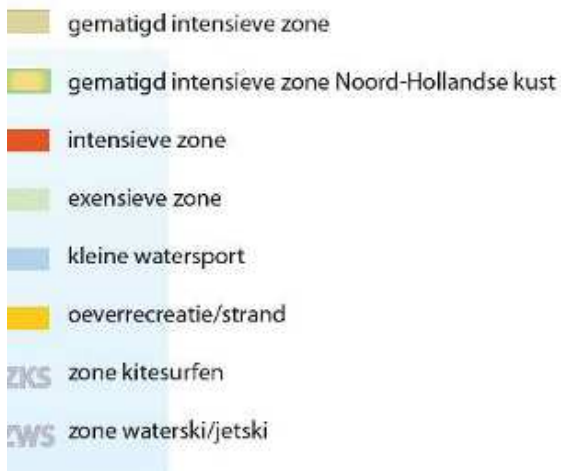 gematigd intensieve zone
gematigd intensieve zone Noord-Hollandse kust
intensieve zone
exensieve zone
kleine watersport
oeverrecreatie/strand
ZKS zone kitesurfen
ZWS zone waterski/jetski